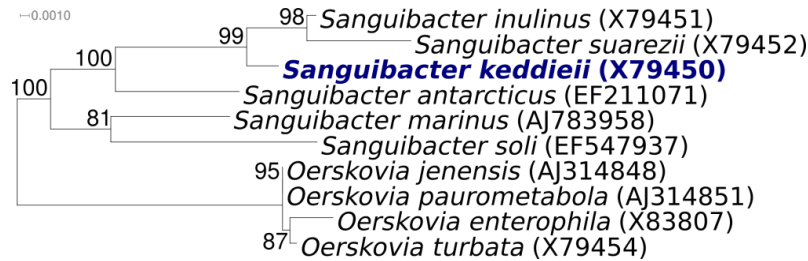 0.0010
98 Sanguibacter inulinus (X79451)
99 Sanguibacter suarezii (X79452)
100 Sanguibacter keddieii (X79450)
100 Sanguibacter antarcticus (EF211071)
81 Sanguibacter marinus (AJ783958)
Sanguibacter soli (EF547937)
95 Oerskovia jenensis (AJ314848)
Oerskovia paurometabola (AJ314851)
Oerskovia enterophila (X83807)
87 Oerskovia turbata (X79454)